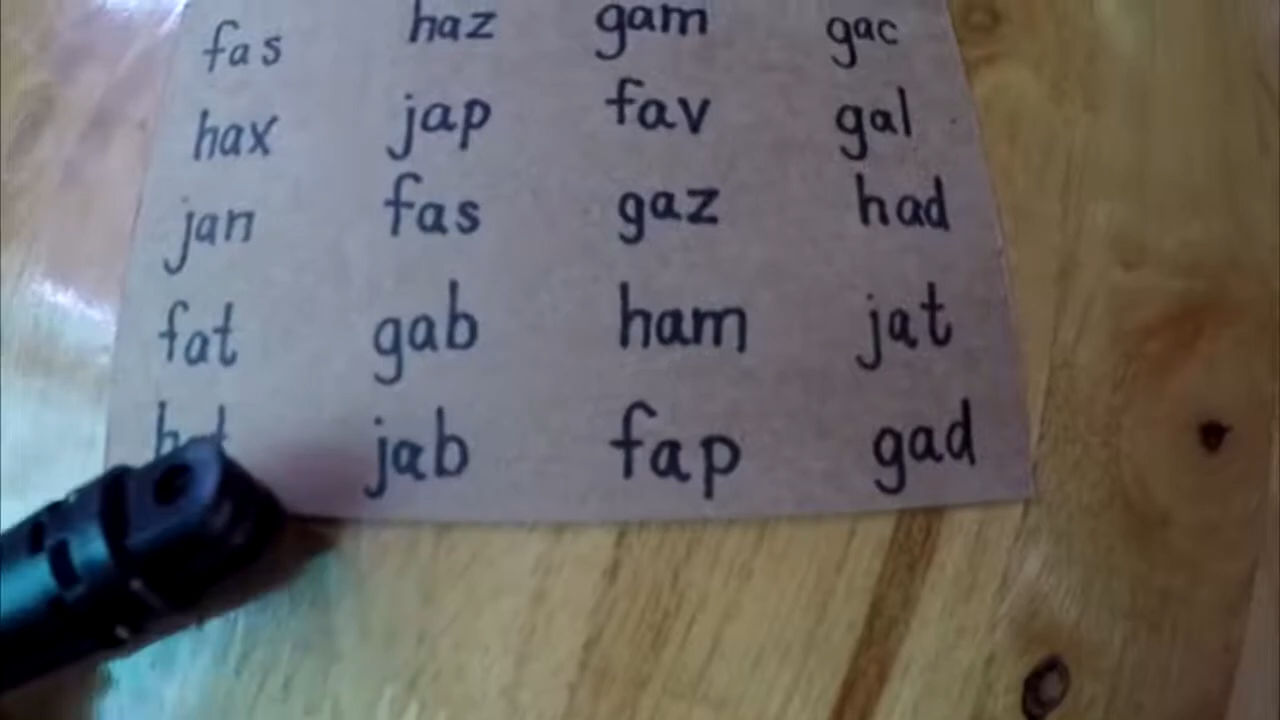 fas haz gam gac
hax jap fav gal
jan fas gaz had
fat gab ham jat
jab fap gad